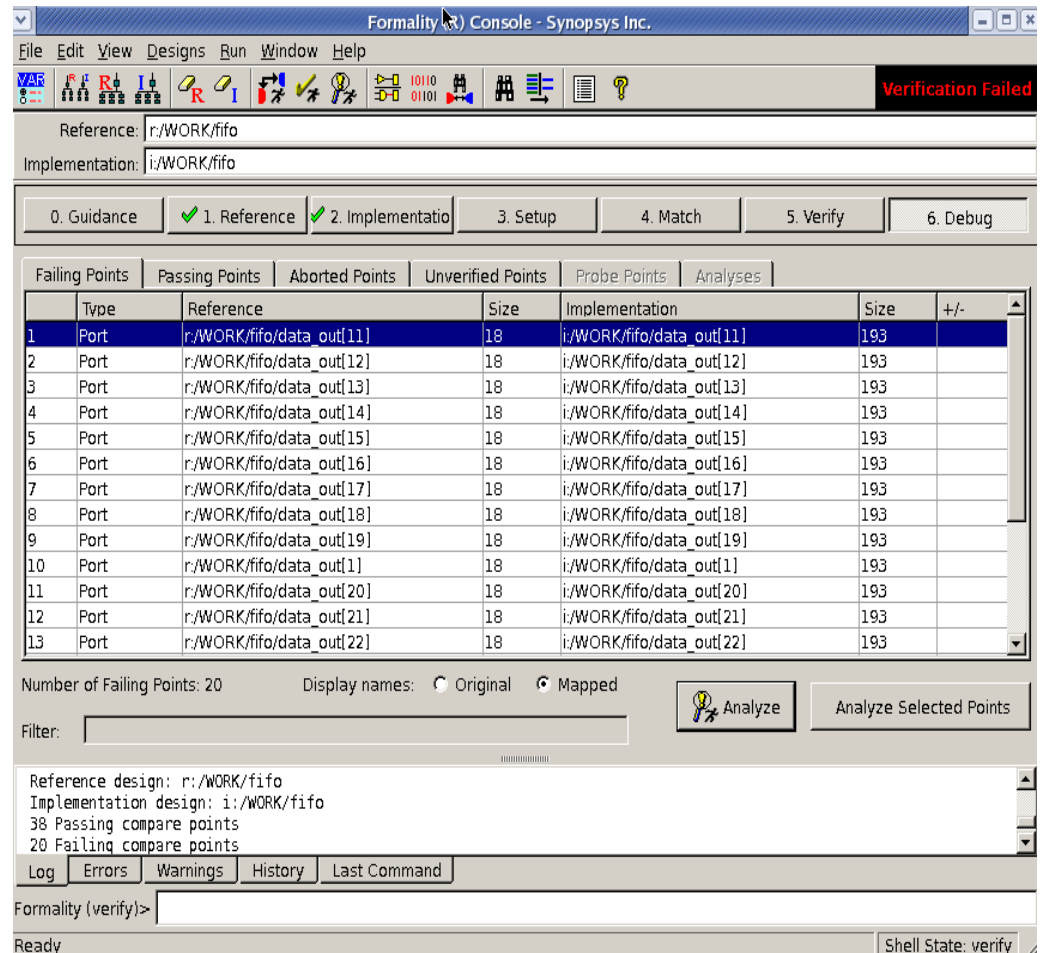 Formality (R) Console - Synopsys Inc.
File Edit View Designs Run Window Help
VAR R I R I R I 10110 01101 Verification Failed
Reference: r:/WORK/fifo
Implementation: i:/WORK/fifo
0. Guidance 1. Reference 2. Implementatio 3. Setup 4. Match 5. Verify 6. Debug
Failing Points Passing Points Aborted Points Unverified Points Probe Points Analyses
Type Reference Size Implementation Size +/-
1 Port r:/WORK/fifo/data_out[11] 18 i:/WORK/fifo/data_out[11] 193
2 Port r:/WORK/fifo/data_out[12] 18 i:/WORK/fifo/data_out[12] 193
3 Port r:/WORK/fifo/data_out[13] 18 i:/WORK/fifo/data_out[13] 193
4 Port r:/WORK/fifo/data_out[14] 18 i:/WORK/fifo/data_out[14] 193
5 Port r:/WORK/fifo/data_out[15] 18 i:/WORK/fifo/data_out[15] 193
6 Port r:/WORK/fifo/data_out[16] 18 i:/WORK/fifo/data_out[16] 193
7 Port r:/WORK/fifo/data_out[17] 18 i:/WORK/fifo/data_out[17] 193
8 Port r:/WORK/fifo/data_out[18] 18 i:/WORK/fifo/data_out[18] 193
9 Port r:/WORK/fifo/data_out[19] 18 i:/WORK/fifo/data_out[19] 193
10 Port r:/WORK/fifo/data_out[1] 18 i:/WORK/fifo/data_out[1] 193
11 Port r:/WORK/fifo/data_out[20] 18 i:/WORK/fifo/data_out[20] 193
12 Port r:/WORK/fifo/data_out[21] 18 i:/WORK/fifo/data_out[21] 193
13 Port r:/WORK/fifo/data_out[22] 18 i:/WORK/fifo/data_out[22] 193
Number of Failing Points: 20 Display names: Original Mapped
Analyze Analyze Selected Points
Filter:
Reference design: r:/WORK/fifo
Implementation design: i:/WORK/fifo
38 Passing compare points
20 Failing compare points
Log Errors Warnings History Last Command
Formality (verify)>
Ready Shell State: verify